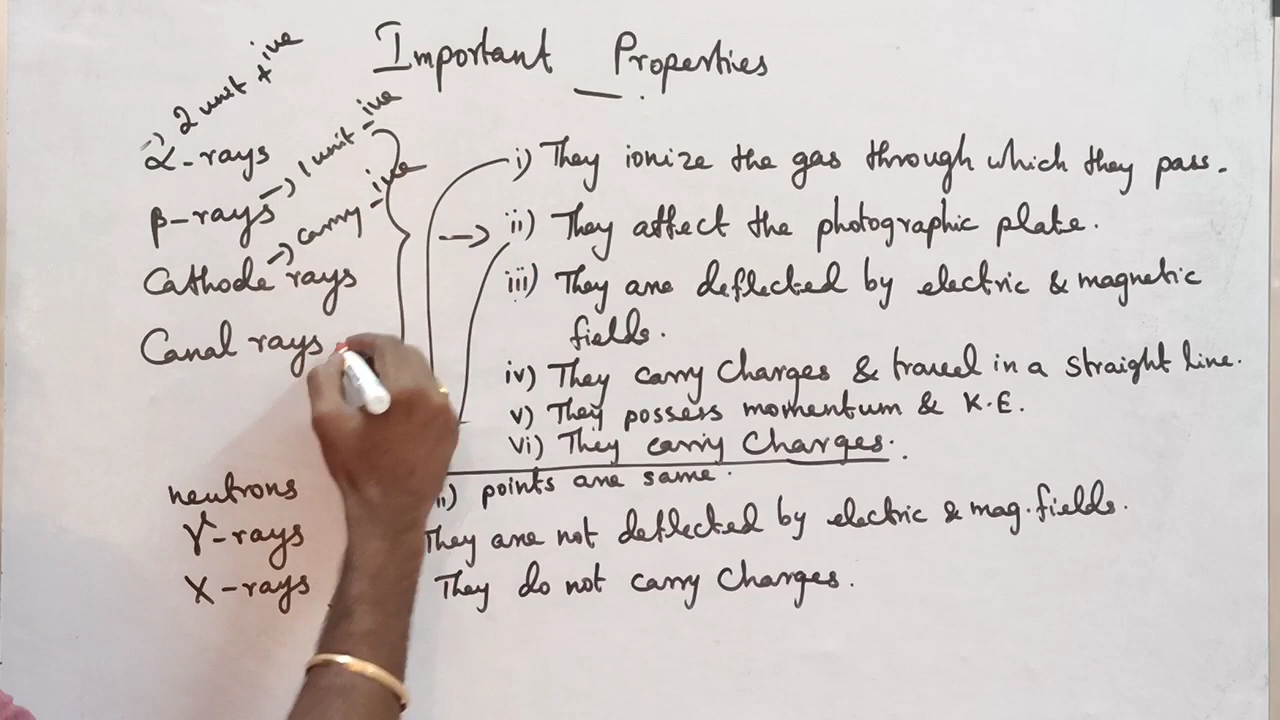 Important Properties
α-rays → 2 unit +ive
β-rays → 1 unit -ive
Cathode rays → carry -ive
Canal rays
→
i) They ionize the gas through which they pass.
ii) They affect the photographic plate.
iii) They are deflected by electric & magnetic
fields.
iv) They carry charges & travel in a straight line.
v) They possess momentum & K.E.
vi) They carry charges.
neutrons
γ-rays
X-rays
ii) points are same.
They are not deflected by electric & mag. fields.
They do not carry charges.